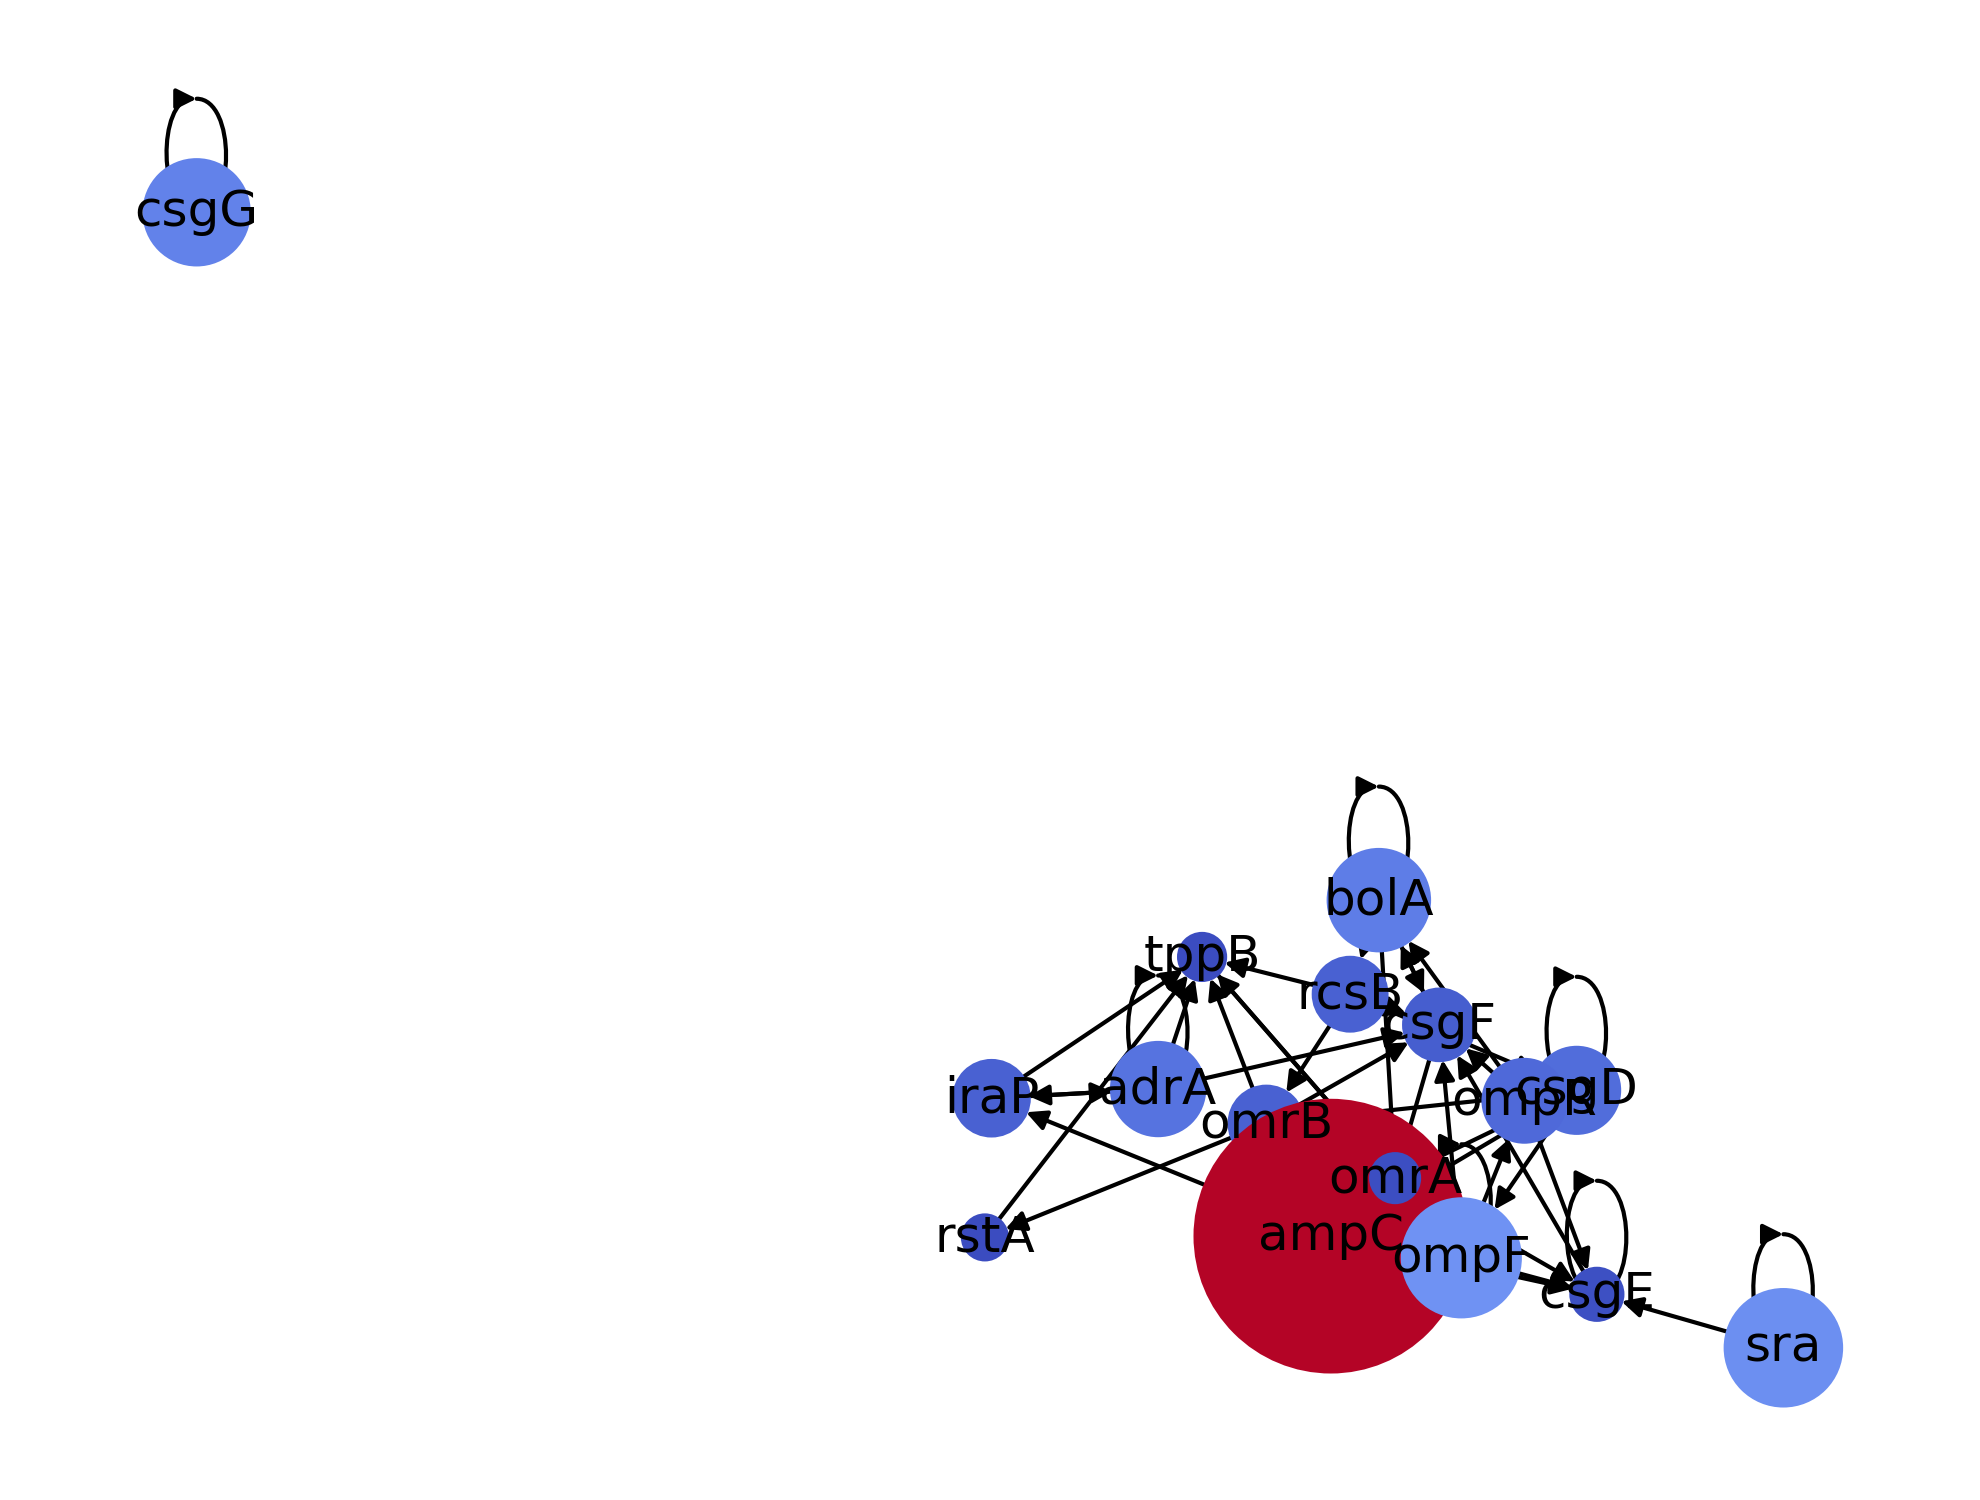 csgG
bolA
tppB
rcsB
csgF
iraP
adrA
ompR
csgD
omrB
omrA
rstA
ampC
ompF
csgE
sra